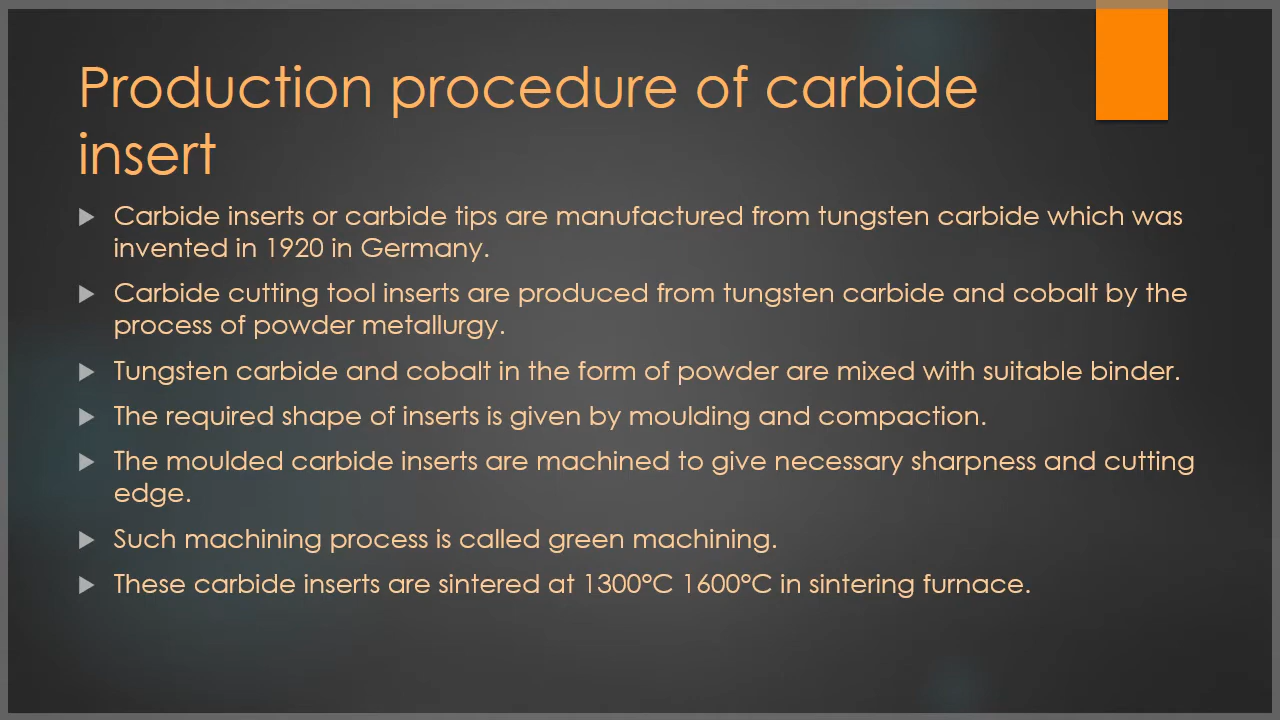 Production procedure of carbide
insert
Carbide inserts or carbide tips are manufactured from tungsten carbide which was
invented in 1920 in Germany.
Carbide cutting tool inserts are produced from tungsten carbide and cobalt by the
process of powder metallurgy.
Tungsten carbide and cobalt in the form of powder are mixed with suitable binder.
The required shape of inserts is given by moulding and compaction.
The moulded carbide inserts are machined to give necessary sharpness and cutting
edge.
Such machining process is called green machining.
These carbide inserts are sintered at 1300°C 1600°C in sintering furnace.